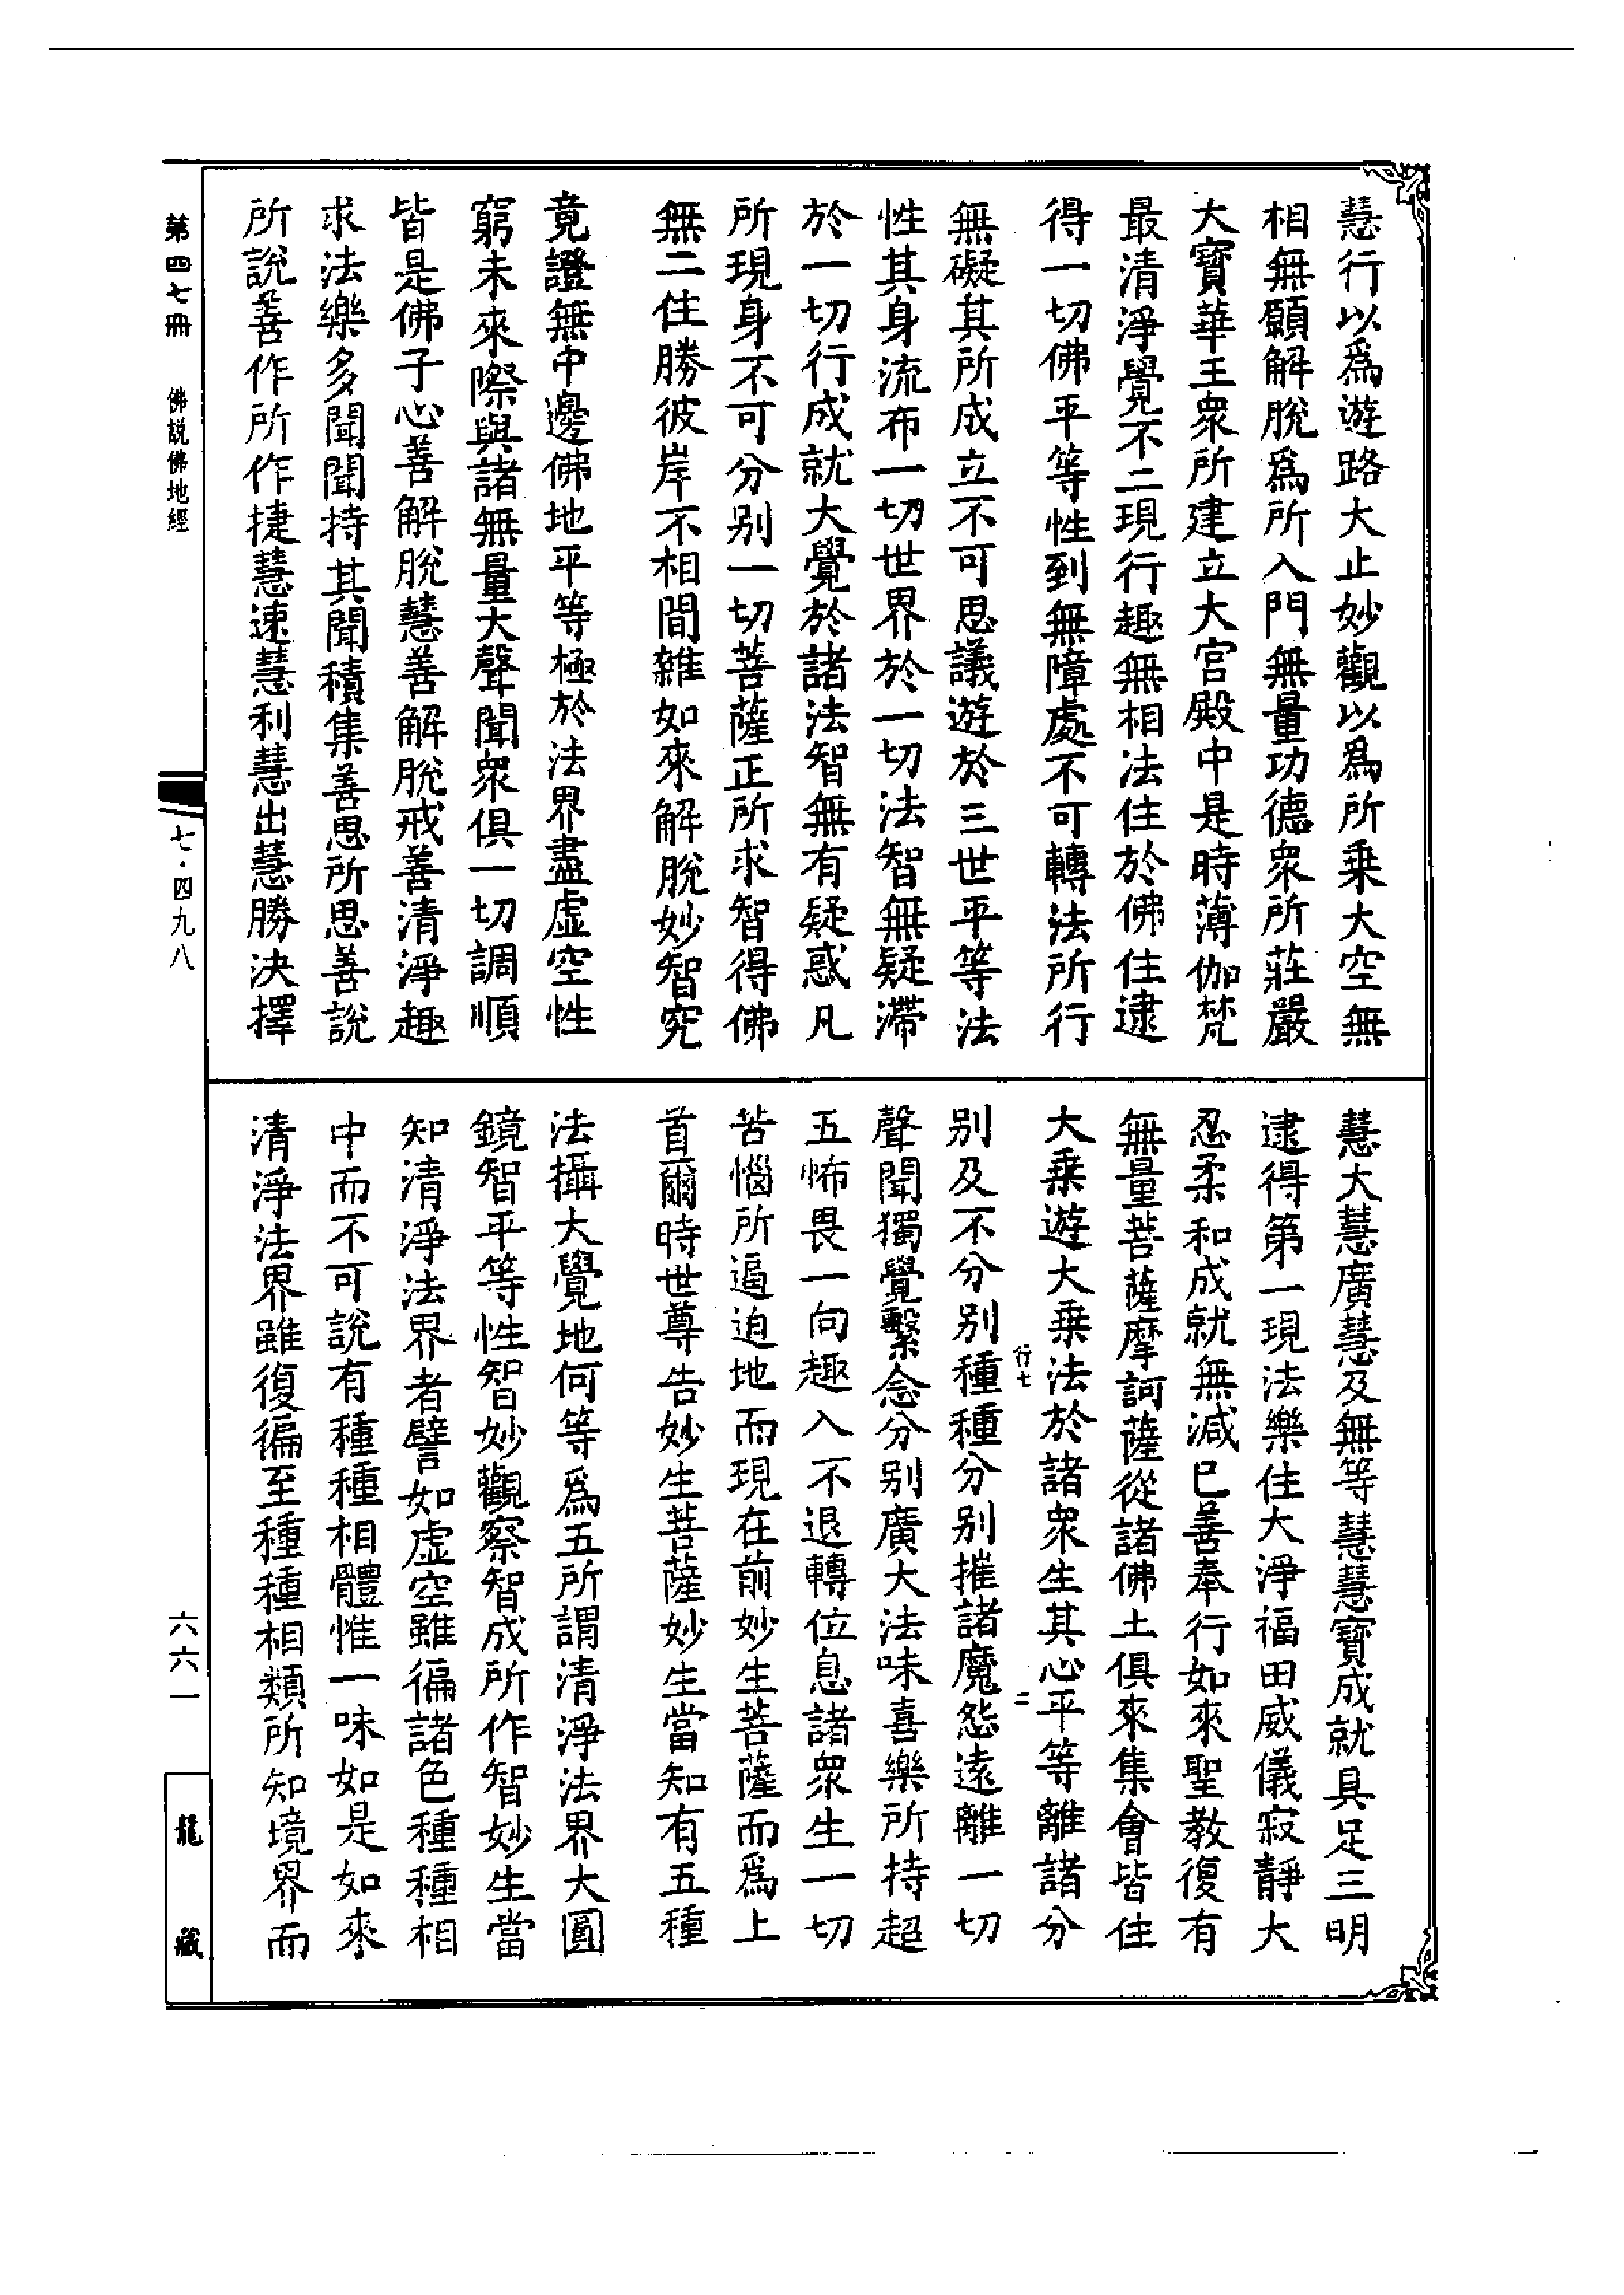 慧行以爲遊路大止妙觀以爲所乗大空無
相無願解脫爲所入門無量功德衆所莊嚴
大寶華王衆所建立大宮殿中是時薄伽梵
最清淨覺不二現行趣無相法住於佛住逮
得一切佛平等性到無障處不可轉法所行
無礙其所成立不可思議遊於三世平等法
性其身流布一切世界於一切法智無疑滯
於一切行成就大覺於諸法智無有疑惑凡
所現身不可分别一切菩薩正所求智得佛
無二住勝彼岸不相間雜如來解脫妙智究
竟證無中邊佛地平等極於法界盡虛空性
窮未來際與諸無量大聲聞衆俱一切調順
皆是佛子心善解脫慧善解脫戒善清淨趣
求法樂多聞聞持其聞積集善思所思善說
所說善作所作捷慧速慧利慧出慧勝決擇
慧大慧廣慧及無等慧慧寶成就具足三明
逮得第一現法樂住大淨福田威儀寂靜大
忍柔和成就無減已善奉行如來聖教復有
無量菩薩摩訶薩從諸佛土俱來集會皆住
大乗遊大乗法於諸衆生其心平等離諸分
行七
二
别及不分别種種分别摧諸魔怨遠離一切
聲聞獨覺繫念分别廣大法味喜樂所持超
五怖畏一向趣入不退轉位息諸衆生一切
苦惱所逼迫地而現在前妙生菩薩而爲上
首爾時世尊告妙生菩薩妙生當知有五種
法攝大覺地何等爲五所謂清淨法界大圓
鏡智平等性智妙觀察智成所作智妙生當
知清淨法界者譬如虛空雖徧諸色種種相
中而不可說有種種相體惟一味如是如來
清淨法界雖復徧至種種相類所知境界而
第四七冊
佛説佛地經
七·四九八
六六一
龍藏